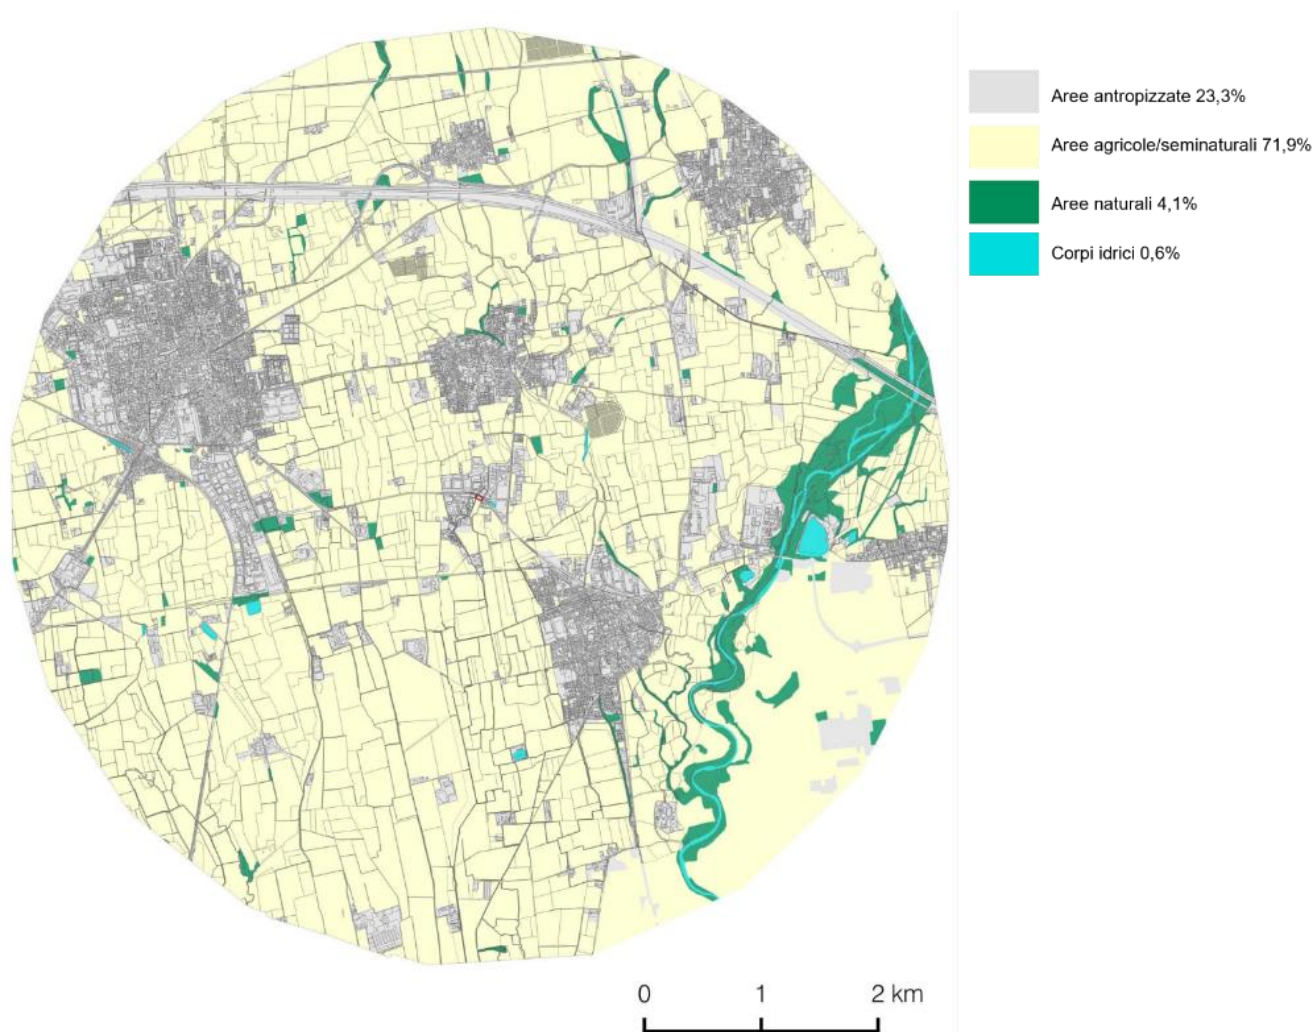 Aree antropizzate 23,3%
Aree agricole/seminaturali 71,9%
Aree naturali 4,1%
Corpi idrici 0,6%
0 1 2 km